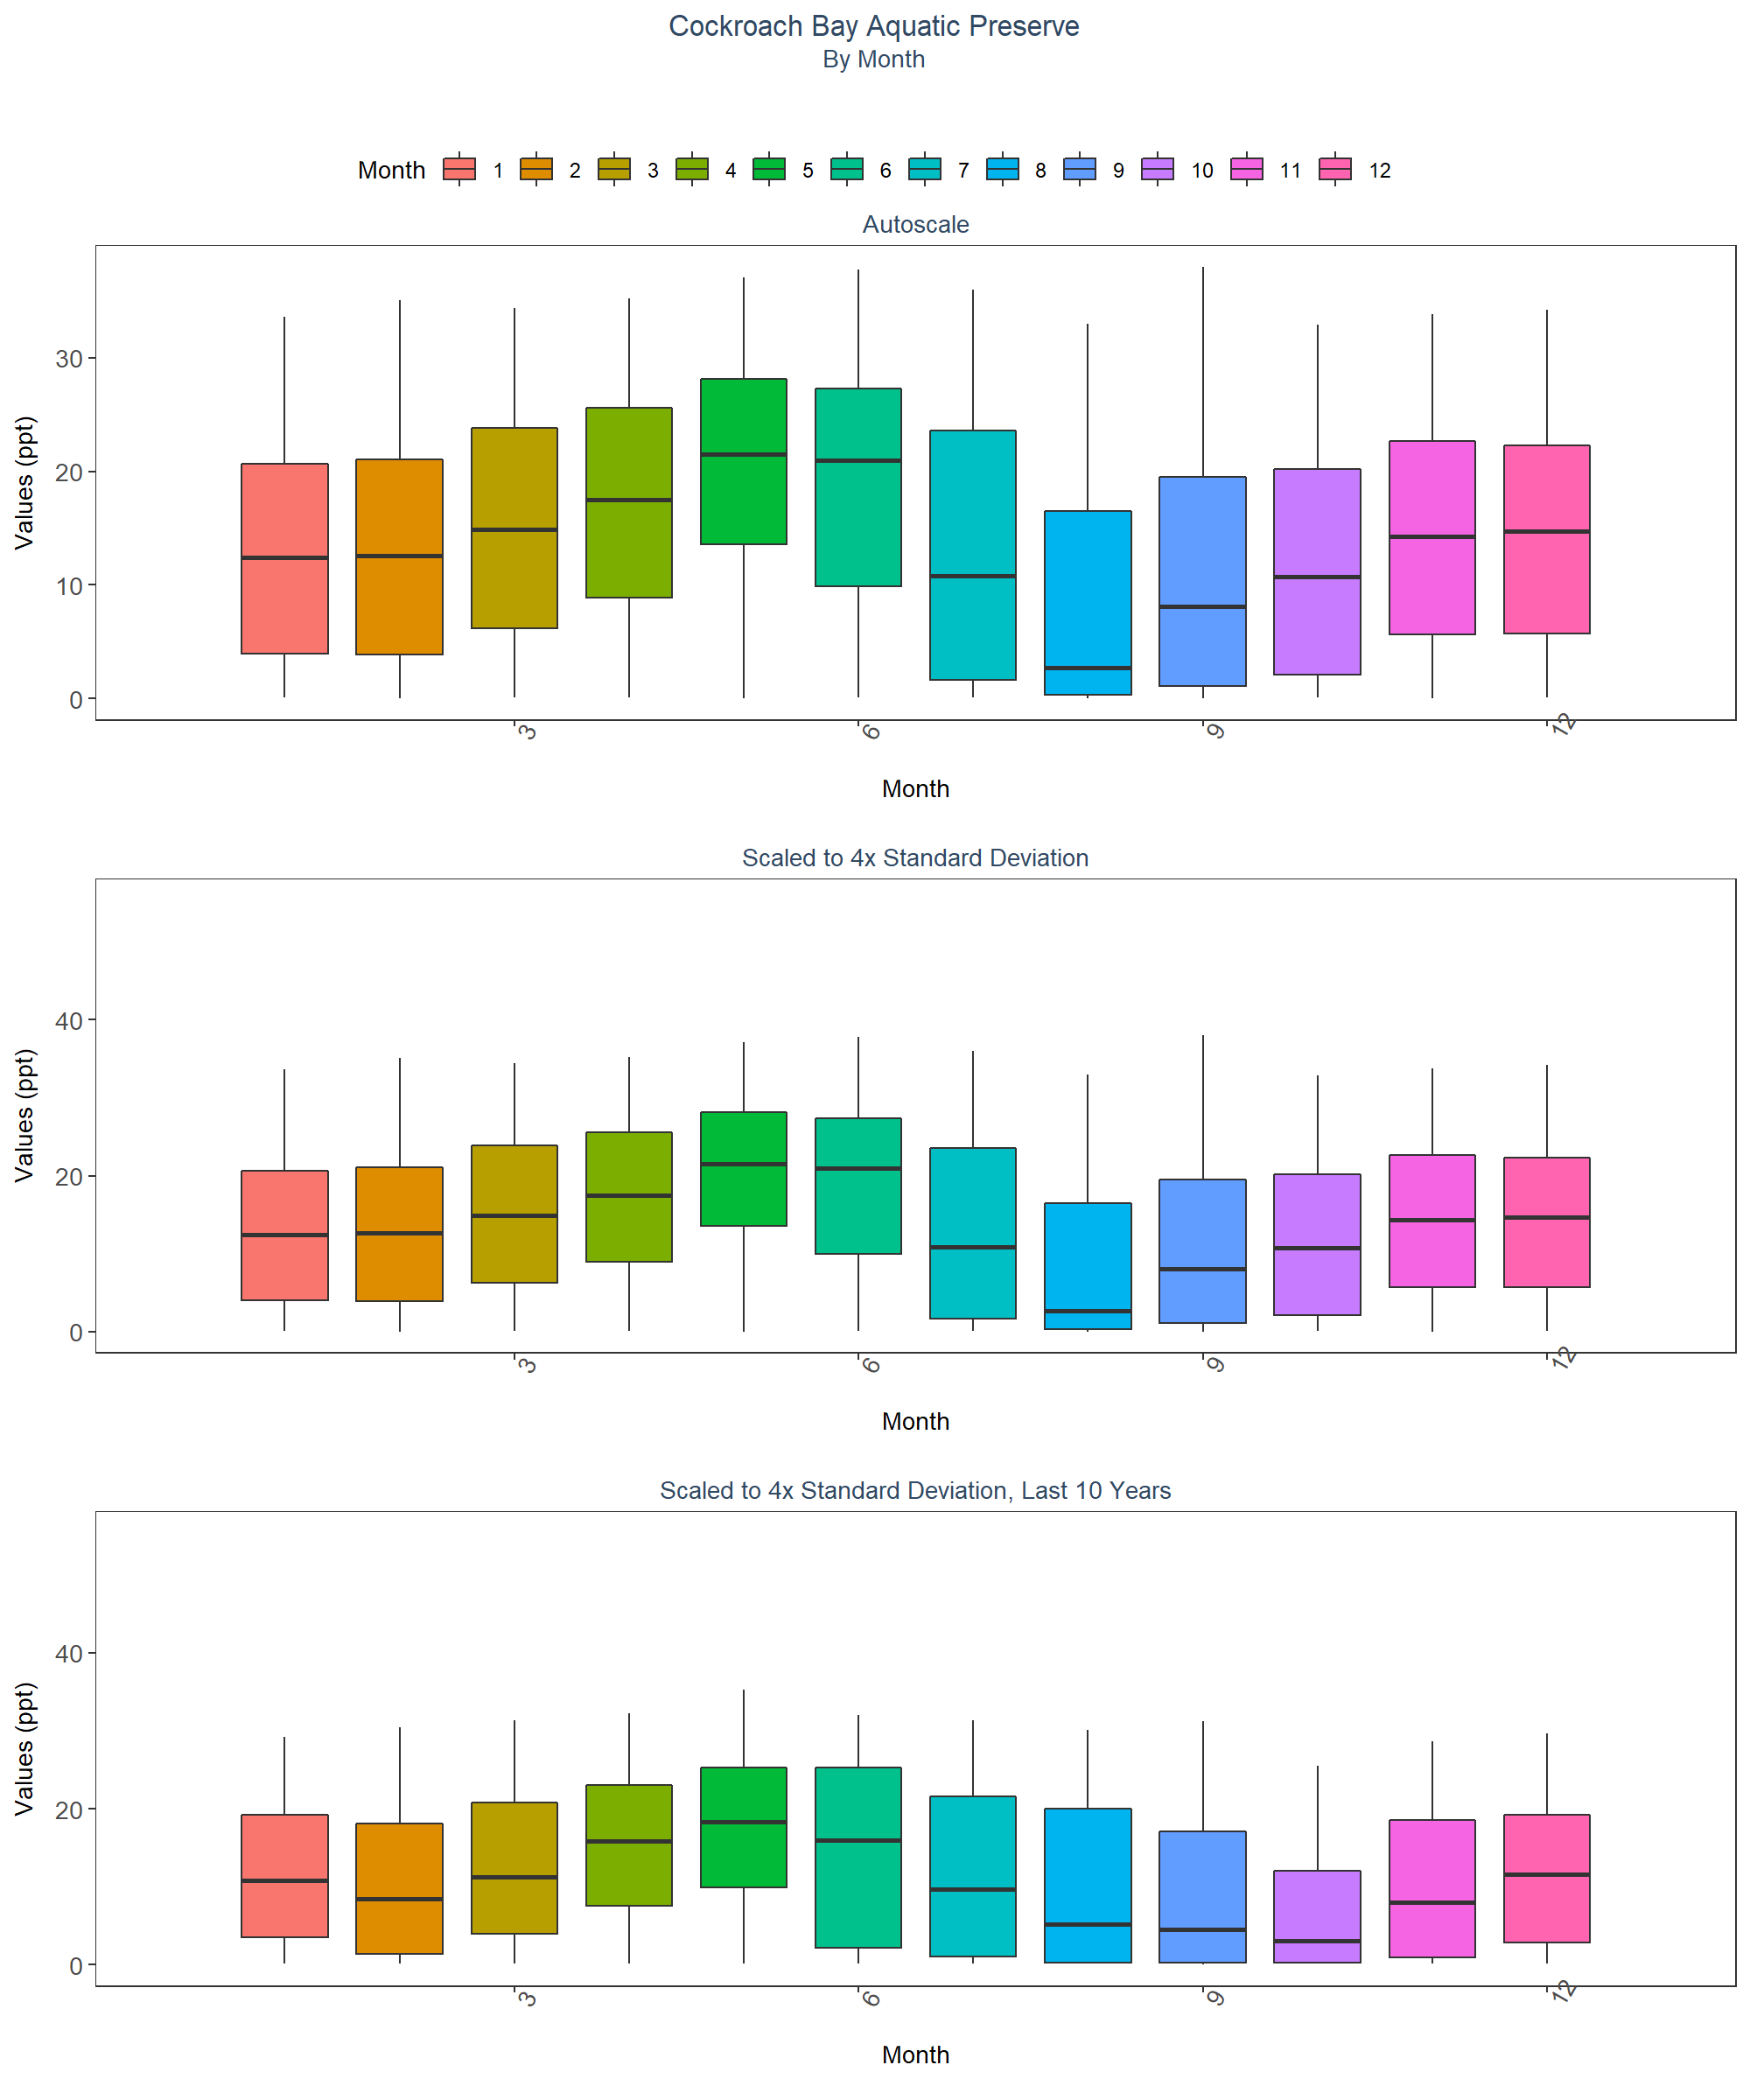 Cockroach Bay Aquatic Preserve
By Month
Month 1 2 3 4 5 6 7 8 9 10 11 12
Autoscale
Values (ppt)
30
20
10
0
3 6 9 12
Month
Scaled to 4x Standard Deviation
Values (ppt)
40
20
0
3 6 9 12
Month
Scaled to 4x Standard Deviation, Last 10 Years
Values (ppt)
40
20
0
3 6 9 12
Month